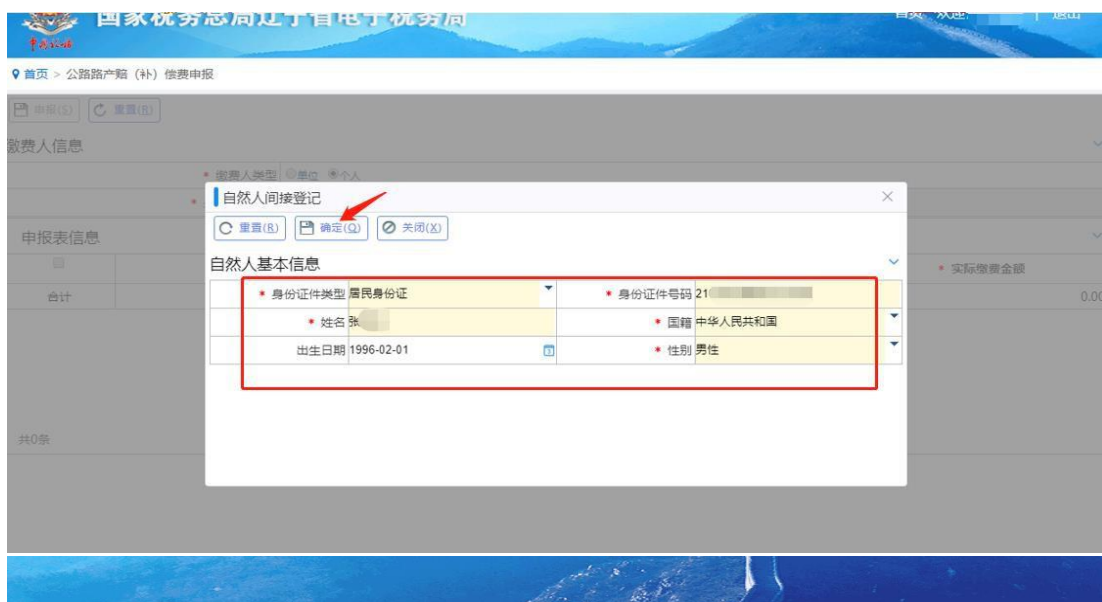 国家税务总局辽宁省电子税务局
首页 欢迎, | 退出
首页 > 公路路产赔（补）偿费申报
申报(S) 重置(R)
缴费人信息
* 缴费人类型 单位 个人
*
自然人间接登记
重置(R) 确定(O) 关闭(X)
自然人基本信息
* 身份证件类型 居民身份证 * 身份证件号码 21
* 姓名 张 * 国籍 中华人民共和国
出生日期 1996-02-01 * 性别 男性
申报表信息
* 实际缴费金额
合计 0.00
共0条